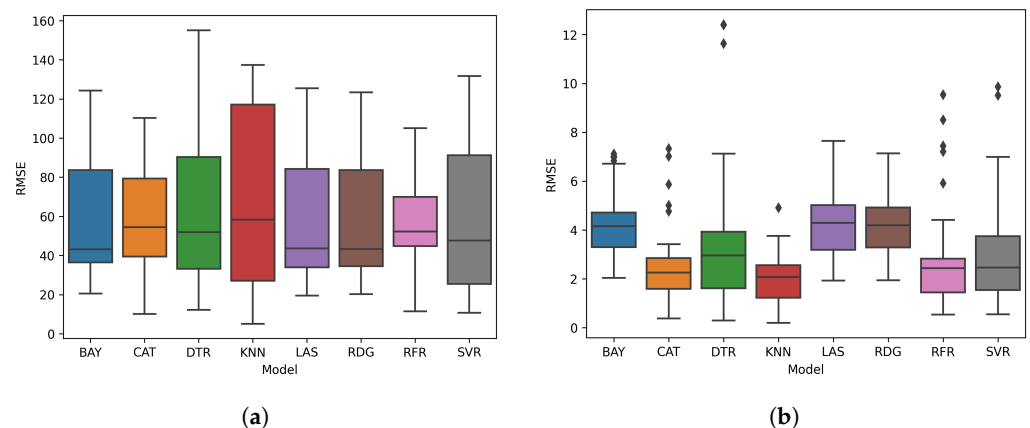 160
140
120
100
80
60
40
20
0
RMSE
BAY CAT DTR KNN LAS RDG RFR SVR
Model
(a)
12
10
8
6
4
2
0
RMSE
BAY CAT DTR KNN LAS RDG RFR SVR
Model
(b)